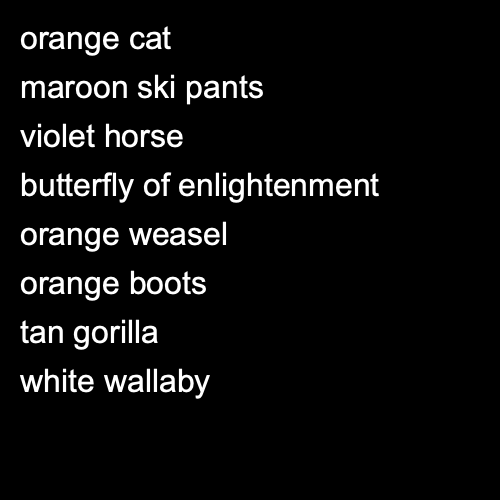 orange cat
maroon ski pants
violet horse
butterfly of enlightenment
orange weasel
orange boots
tan gorilla
white wallaby